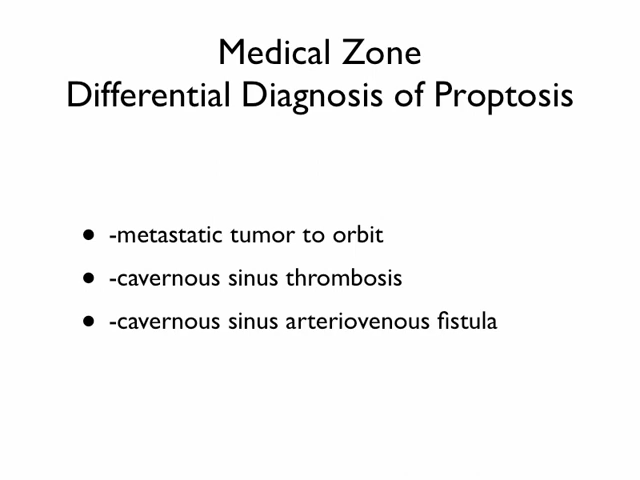 Medical Zone
Differential Diagnosis of Proptosis
• -metastatic tumor to orbit
• -cavernous sinus thrombosis
• -cavernous sinus arteriovenous fistula